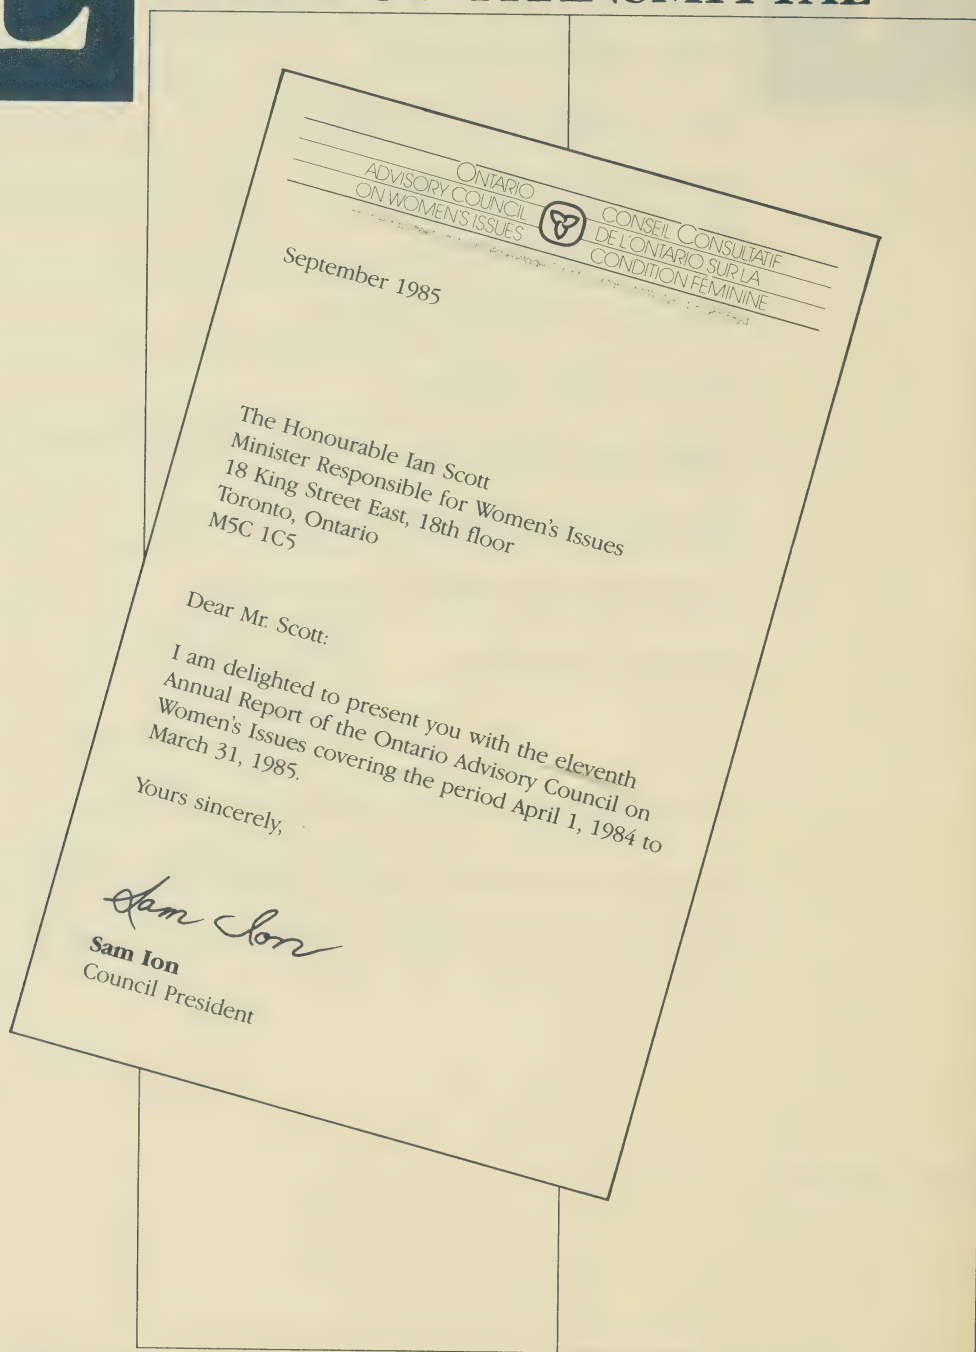 ONTARIO
ADVISORY COUNCIL
ON WOMEN'S ISSUES
CONSEIL CONSULTATIF
DE L'ONTARIO SUR LA
CONDITION FÉMININE
September 1985
The Honourable Ian Scott
Minister Responsible for Women's Issues
18 King Street East, 18th floor
Toronto, Ontario
M5C 1C5
Dear Mr. Scott:
I am delighted to present you with the eleventh
Annual Report of the Ontario Advisory Council on
Women's Issues covering the period April 1, 1984 to
March 31, 1985.
Yours sincerely,
Sam Ion
Sam Ion
Council President